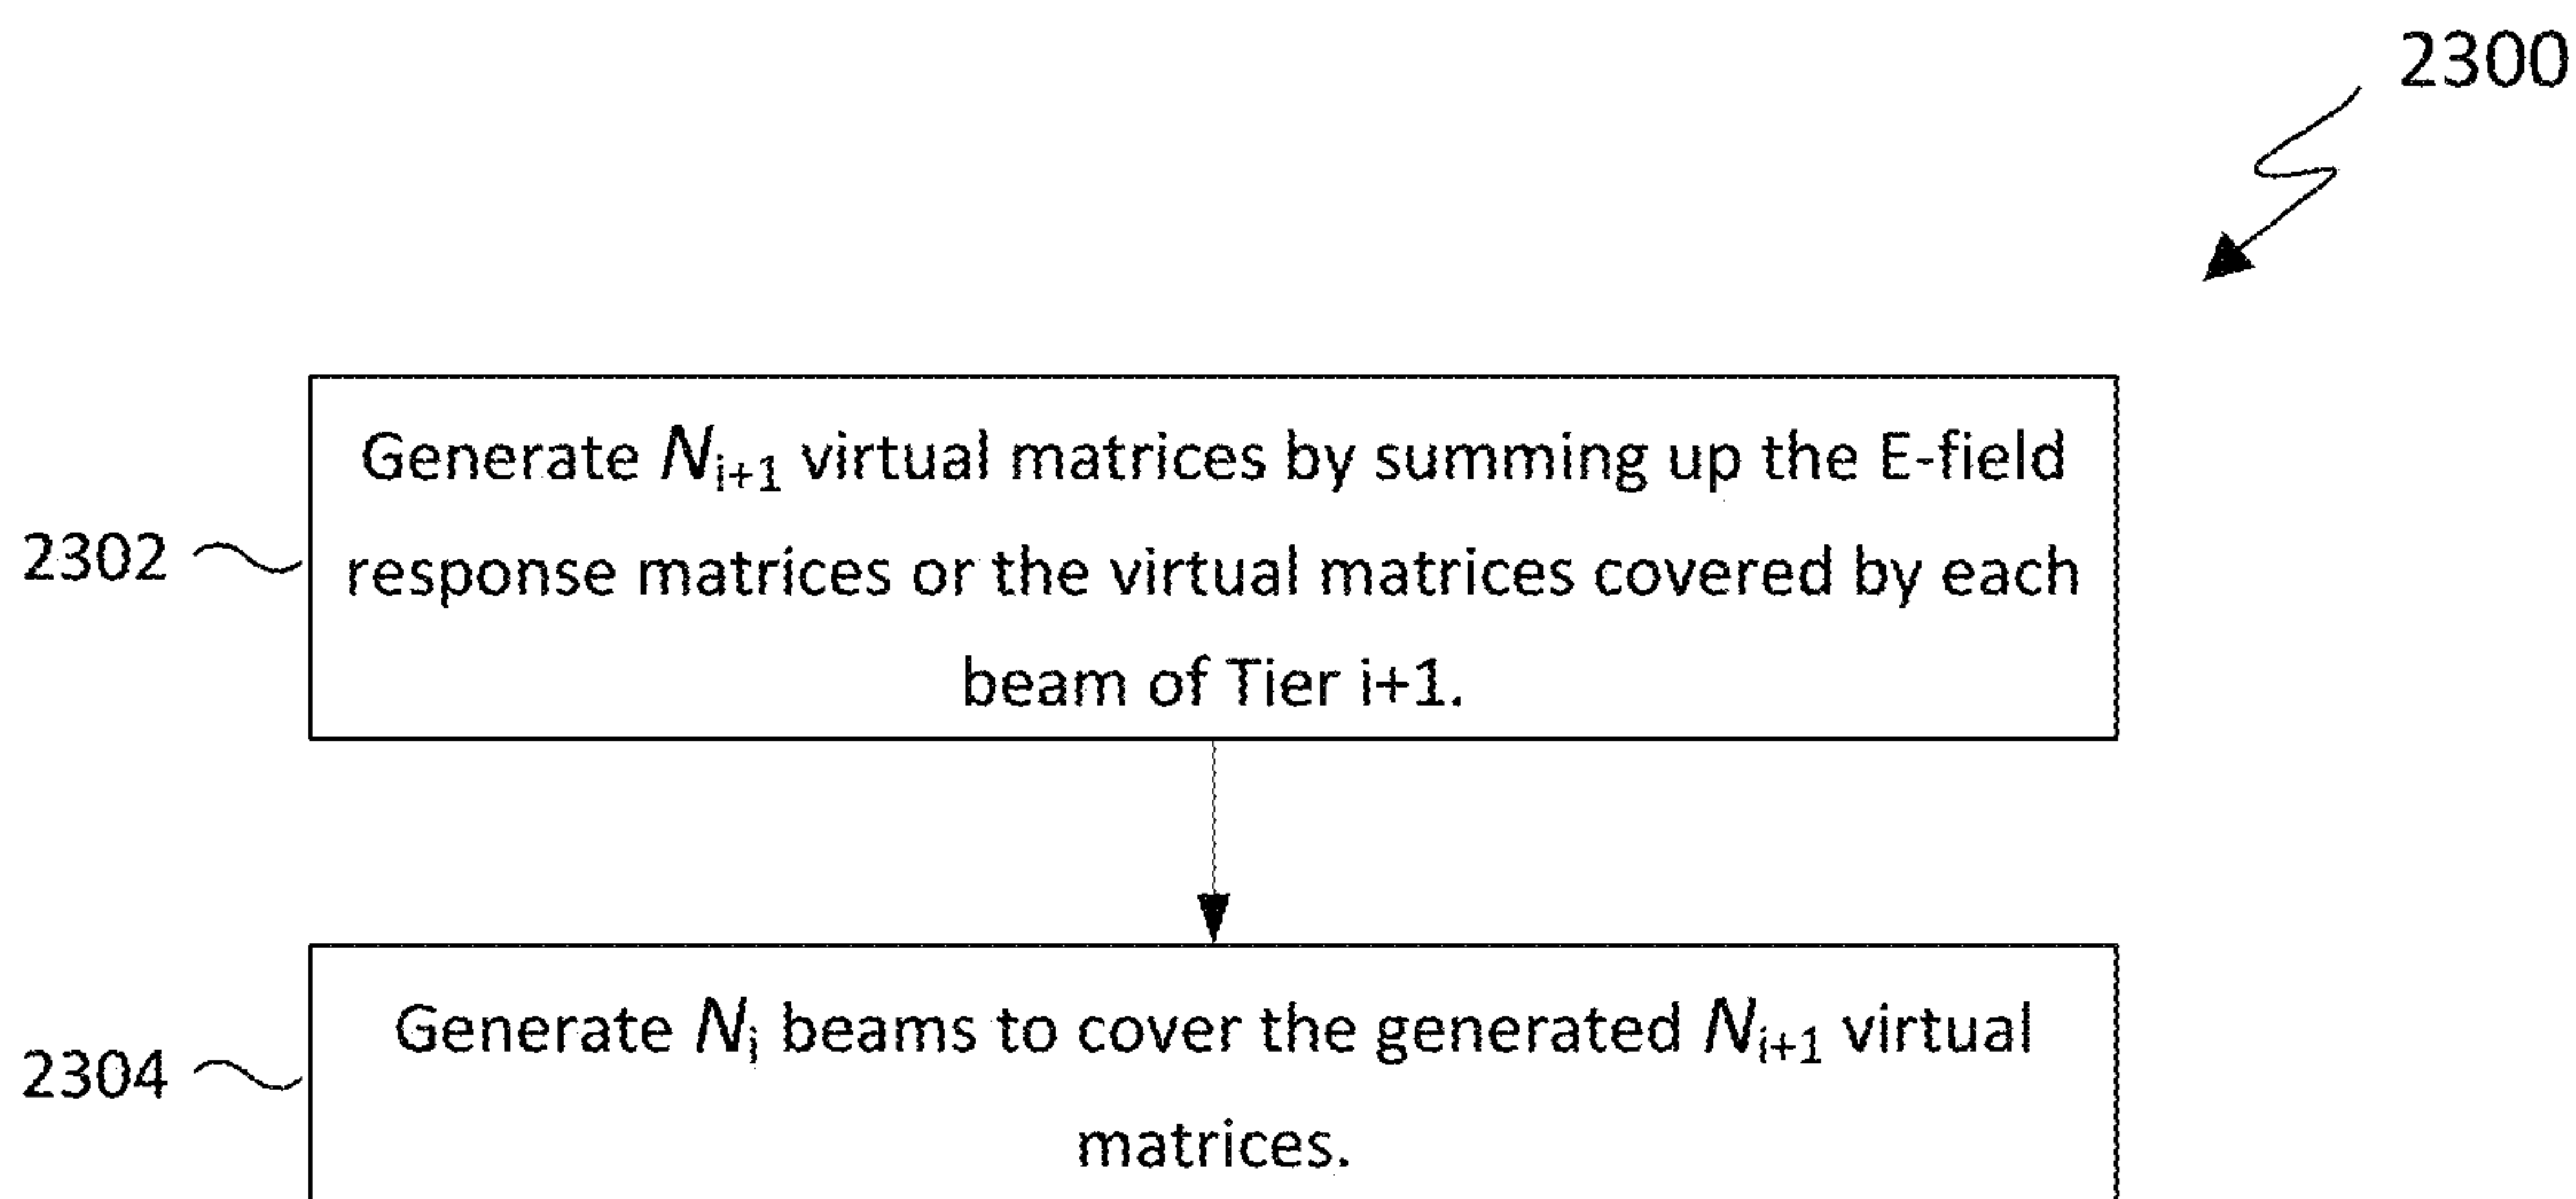 2300
Generate Nᵢ₊₁ virtual matrices by summing up the E-field
2302 response matrices or the virtual matrices covered by each
beam of Tier i+1.
Generate Nᵢ beams to cover the generated Nᵢ₊₁ virtual
2304
matrices.